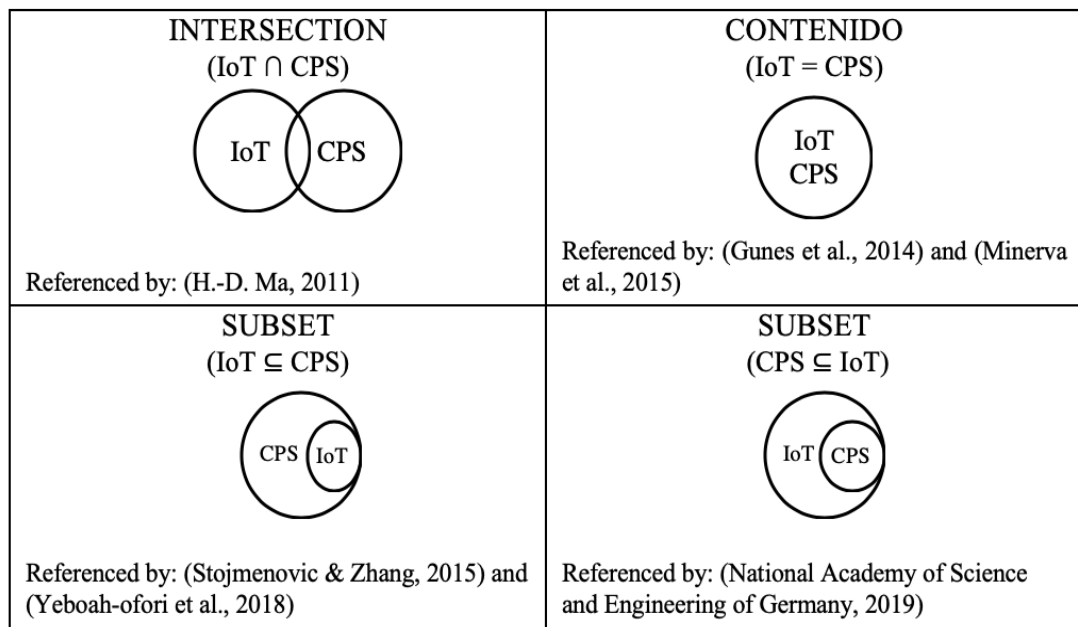 INTERSECTION
(IoT ∩ CPS)
IoT
CPS
Referenced by: (H.-D. Ma, 2011)
CONTENIDO
(IoT = CPS)
IoT
CPS
Referenced by: (Gunes et al., 2014) and (Minerva
et al., 2015)
SUBSET
(IoT ⊆ CPS)
CPS
IoT
Referenced by: (Stojmenovic & Zhang, 2015) and
(Yeboah-ofori et al., 2018)
SUBSET
(CPS ⊆ IoT)
IoT
CPS
Referenced by: (National Academy of Science
and Engineering of Germany, 2019)